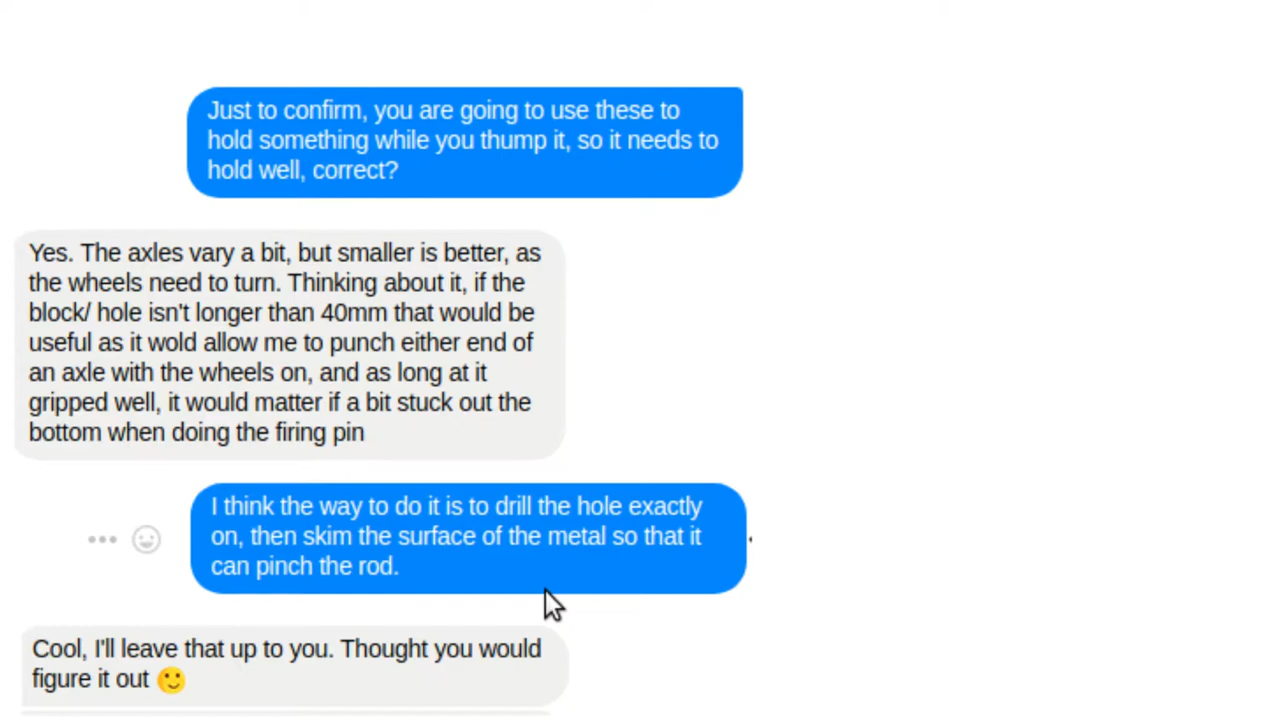 Just to confirm, you are going to use these to
hold something while you thump it, so it needs to
hold well, correct?
Yes. The axles vary a bit, but smaller is better, as
the wheels need to turn. Thinking about it, if the
block/ hole isn't longer than 40mm that would be
useful as it wold allow me to punch either end of
an axle with the wheels on, and as long at it
gripped well, it would matter if a bit stuck out the
bottom when doing the firing pin
I think the way to do it is to drill the hole exactly
on, then skim the surface of the metal so that it
can pinch the rod.
Cool, I'll leave that up to you. Thought you would
figure it out 🙂